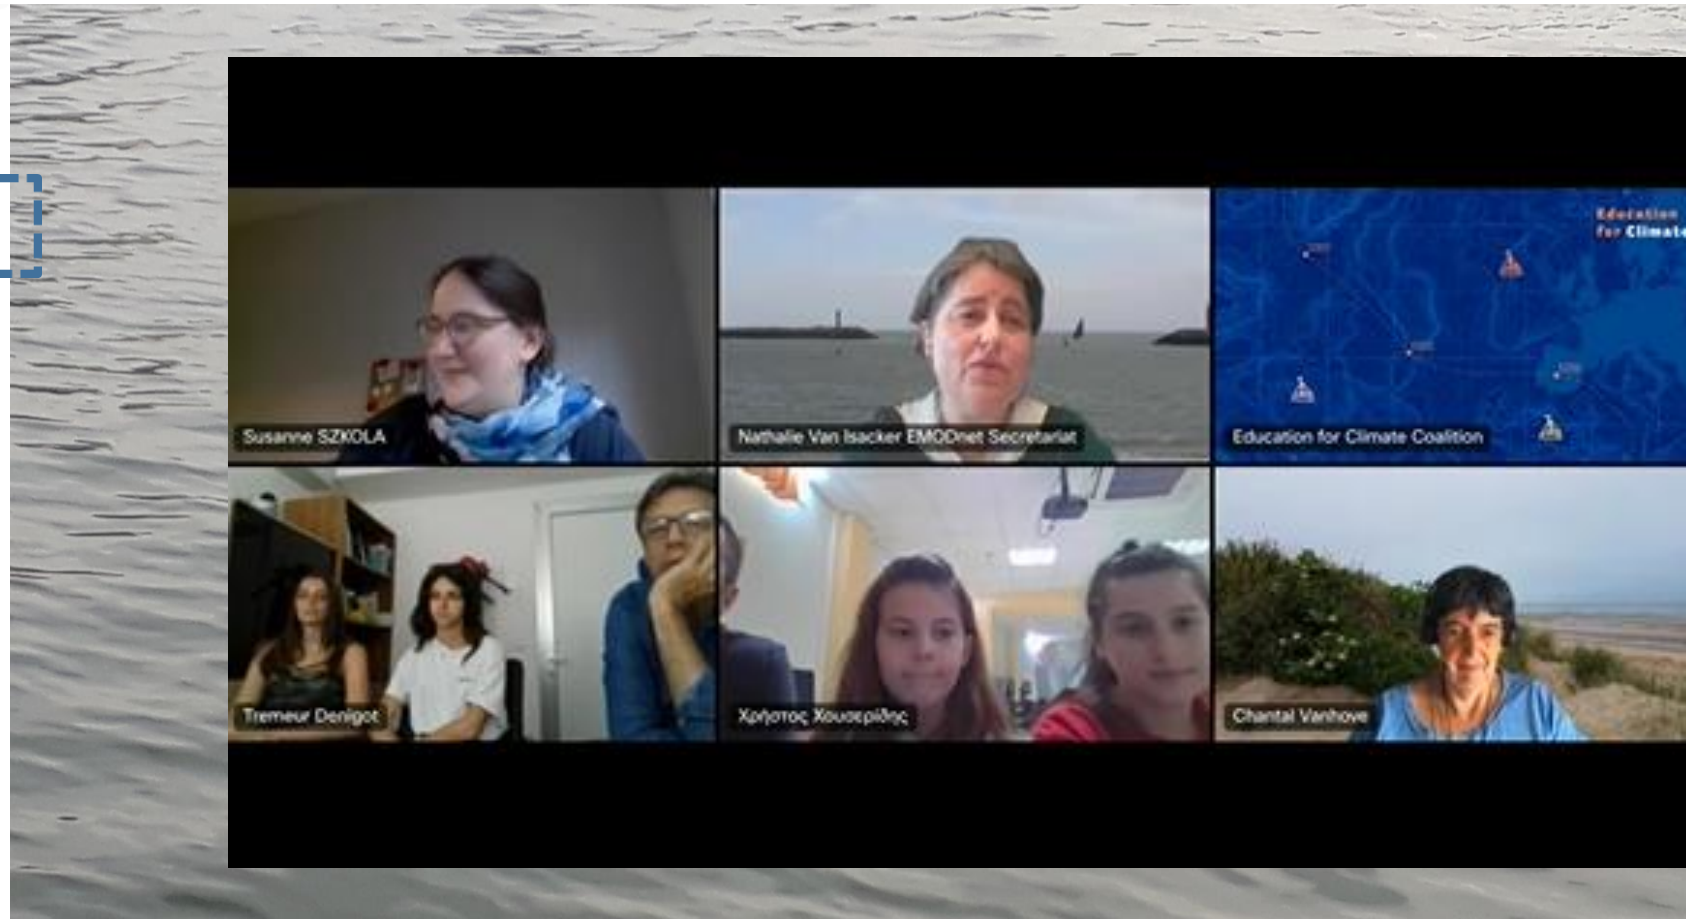 Education
for Climate
Susanne SZKOLA
Nathalie Van Isacker EMODnet Secretariat
Education for Climate Coalition
Tremeur Denigot
Χρήστος Χουσερίδης
Chantal Vanhove